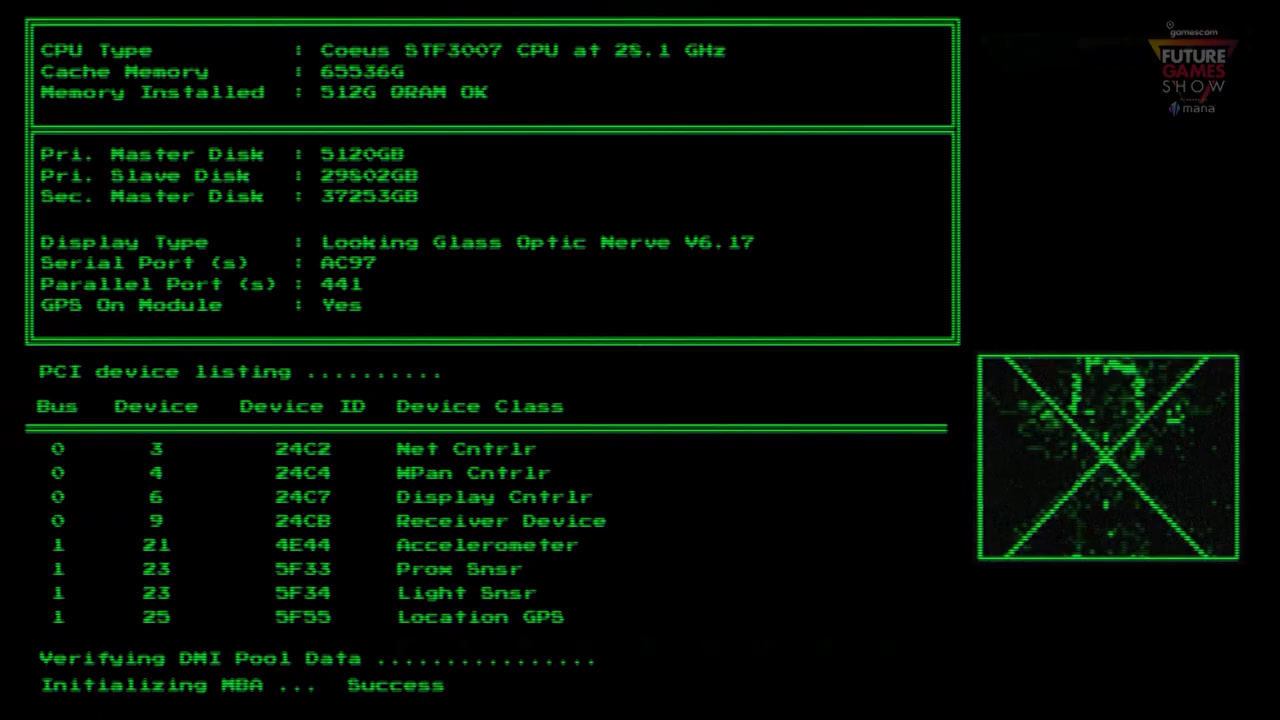 CPU Type : Coeus STF3007 CPU at 28.1 GHz
Cache Memory : 65536G
Memory Installed : 512G QRAM OK
Pri. Master Disk : 5120GB
Pri. Slave Disk : 29802GB
Sec. Master Disk : 37253GB
Display Type : Looking Glass Optic Nerve V6.17
Serial Port (s) : AC97
Parallel Port (s) : 441
GPS On Module : Yes
PCI device listing ..........
Bus Device Device ID Device Class
0 3 24C2 Net Cntrlr
0 4 24C4 WPan Cntrlr
0 6 24C7 Display Cntrlr
0 9 24CB Receiver Device
1 21 4E44 Accelerometer
1 23 5F33 Prox Snsr
1 23 5F34 Light Snsr
1 25 5F55 Location GPS
Verifying DMI Pool Data ................
Initializing MBA ... Success
gamescom
FUTURE
GAMES
SHOW
mana